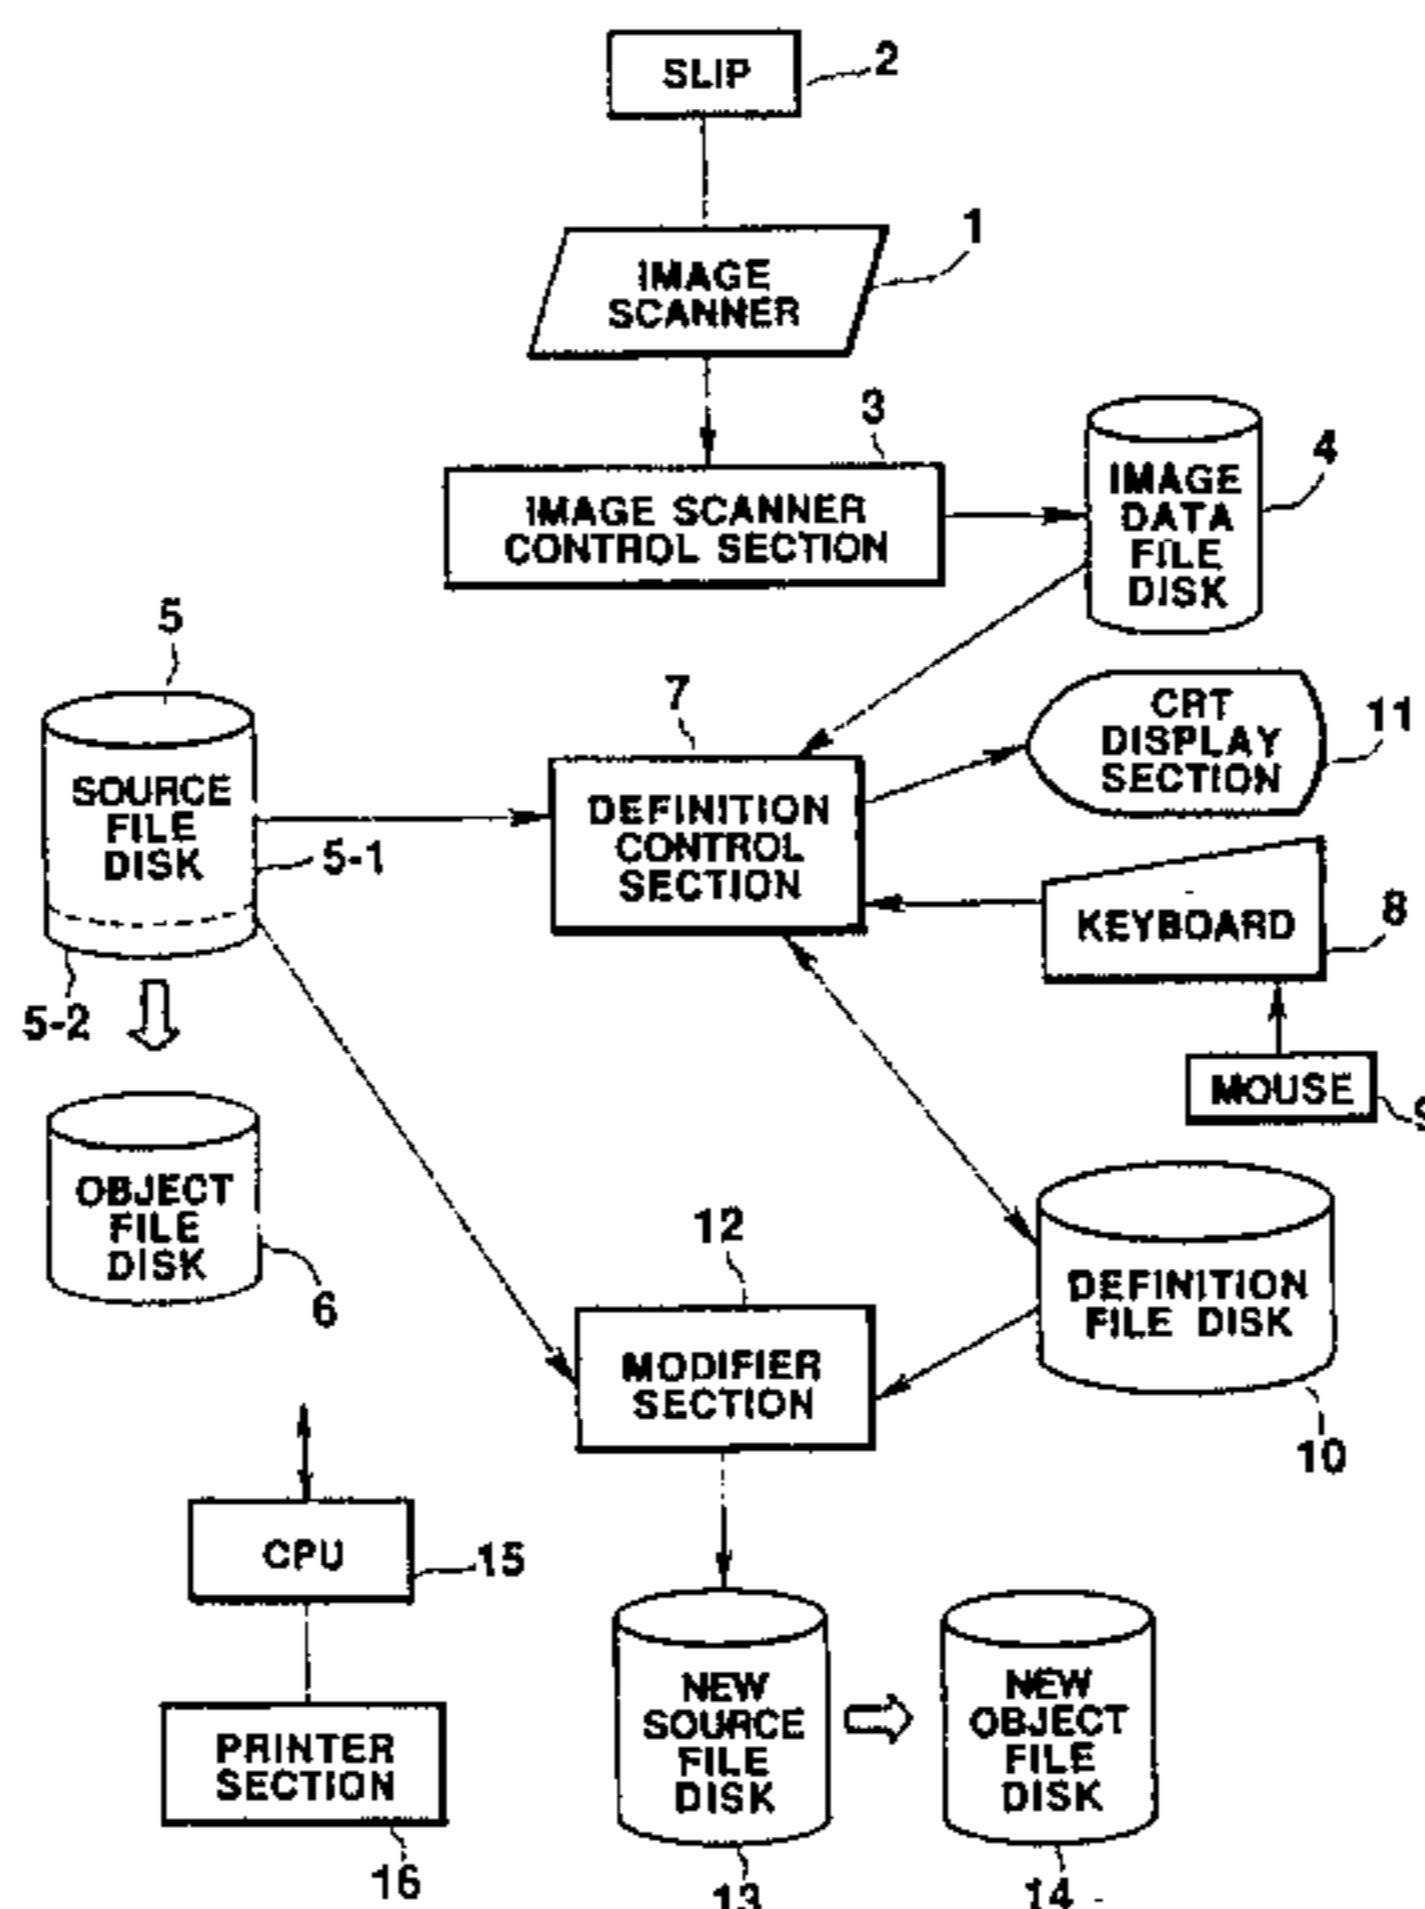 SLIP
2
IMAGE
SCANNER
1
3
IMAGE SCANNER
CONTROL SECTION
IMAGE
DATA
FILE
DISK
4
5
SOURCE
FILE
DISK
5-1
5-2
7
DEFINITION
CONTROL
SECTION
CRT
DISPLAY
SECTION
11
KEYBOARD
8
MOUSE
9
OBJECT
FILE
DISK
6
12
MODIFIER
SECTION
DEFINITION
FILE DISK
10
CPU
15
PRINTER
SECTION
16
NEW
SOURCE
FILE
DISK
13
NEW
OBJECT
FILE
DISK
14